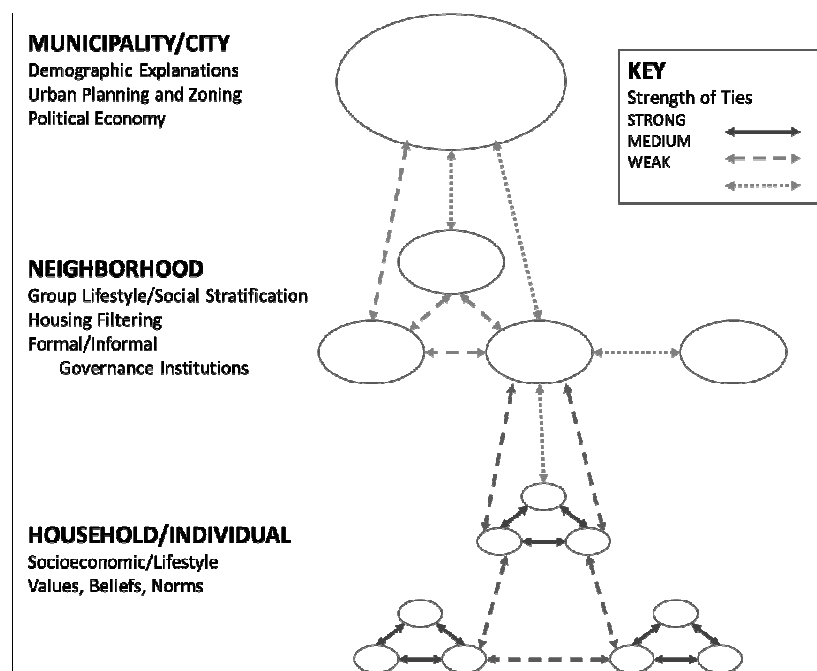 MUNICIPALITY/CITY
Demographic Explanations
Urban Planning and Zoning
Political Economy
KEY
Strength of Ties
STRONG
MEDIUM
WEAK
NEIGHBORHOOD
Group Lifestyle/Social Stratification
Housing Filtering
Formal/Informal
Governance Institutions
HOUSEHOLD/INDIVIDUAL
Socioeconomic/Lifestyle
Values, Beliefs, Norms